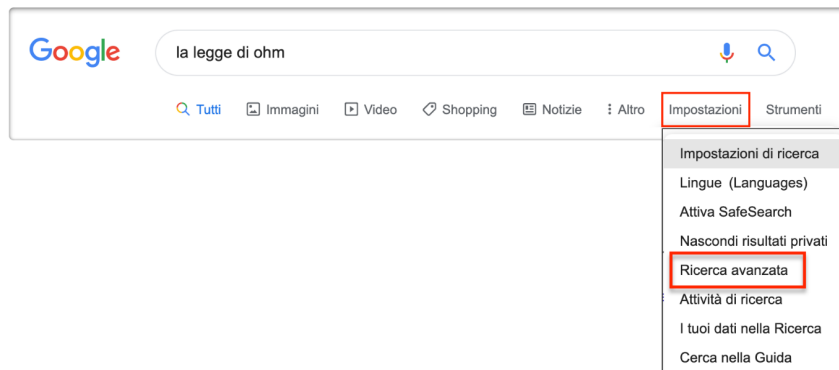 Google
la legge di ohm
Tutti Immagini Video Shopping Notizie Altro Impostazioni Strumenti
Impostazioni di ricerca
Lingue (Languages)
Attiva SafeSearch
Nascondi risultati privati
Ricerca avanzata
Attività di ricerca
I tuoi dati nella Ricerca
Cerca nella Guida